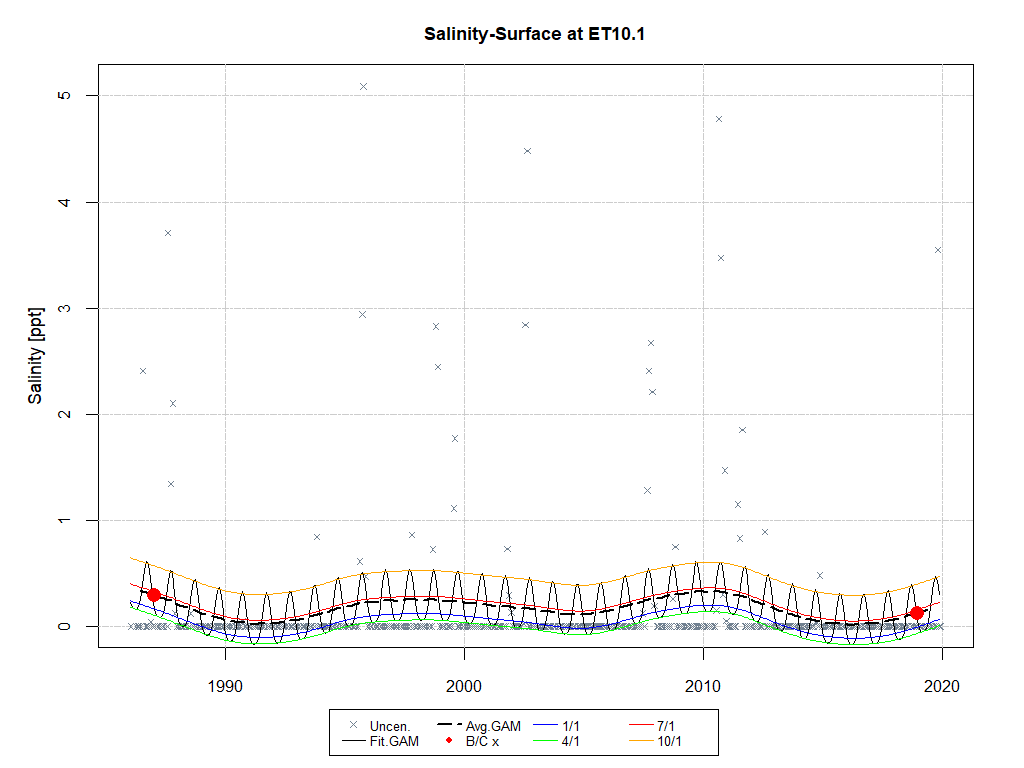 Salinity-Surface at ET10.1
Salinity [ppt]
5
4
3
2
1
0
1990 2000 2010 2020
Uncen. Avg.GAM 1/1 7/1
Fit.GAM B/C x 4/1 10/1